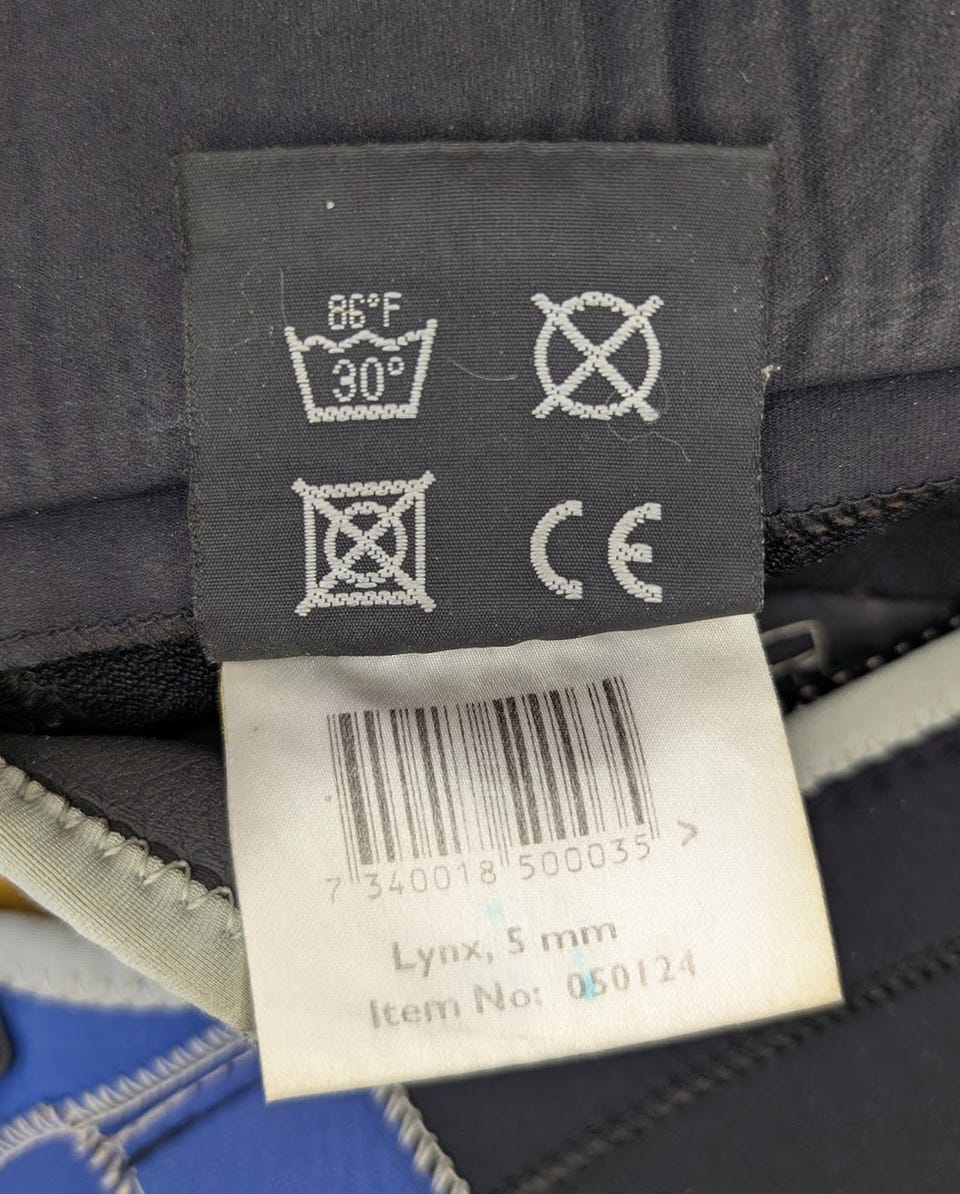 86°F
30°
CE
7 340018 500035 >
Lynx, 5 mm
Item No: 050124